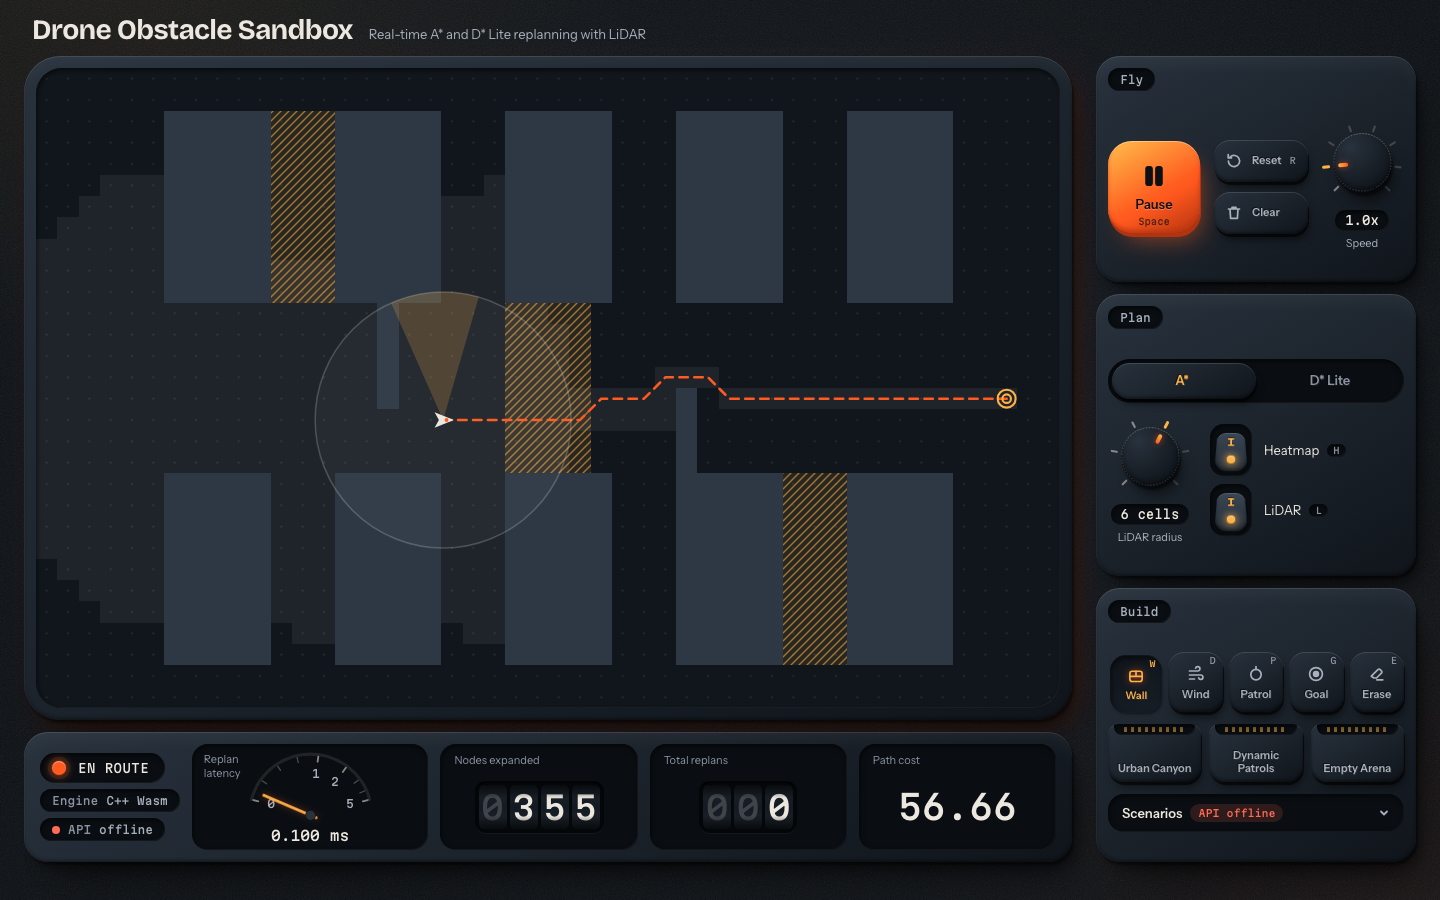 Drone Obstacle Sandbox
Real-time A* and D* Lite replanning with LiDAR
Fly
Pause
Space
Reset R
Clear
1.0x
Speed
Plan
A*
D* Lite
6 cells
LiDAR radius
I
Heatmap H
I
LiDAR L
Build
W
Wall
D
Wind
P
Patrol
G
Goal
E
Erase
Urban Canyon
Dynamic
Patrols
Empty Arena
Scenarios API offline
EN ROUTE
Engine C++ Wasm
API offline
Replan
latency
0 1 2 5
0.100 ms
Nodes expanded
0355
Total replans
000
Path cost
56.66